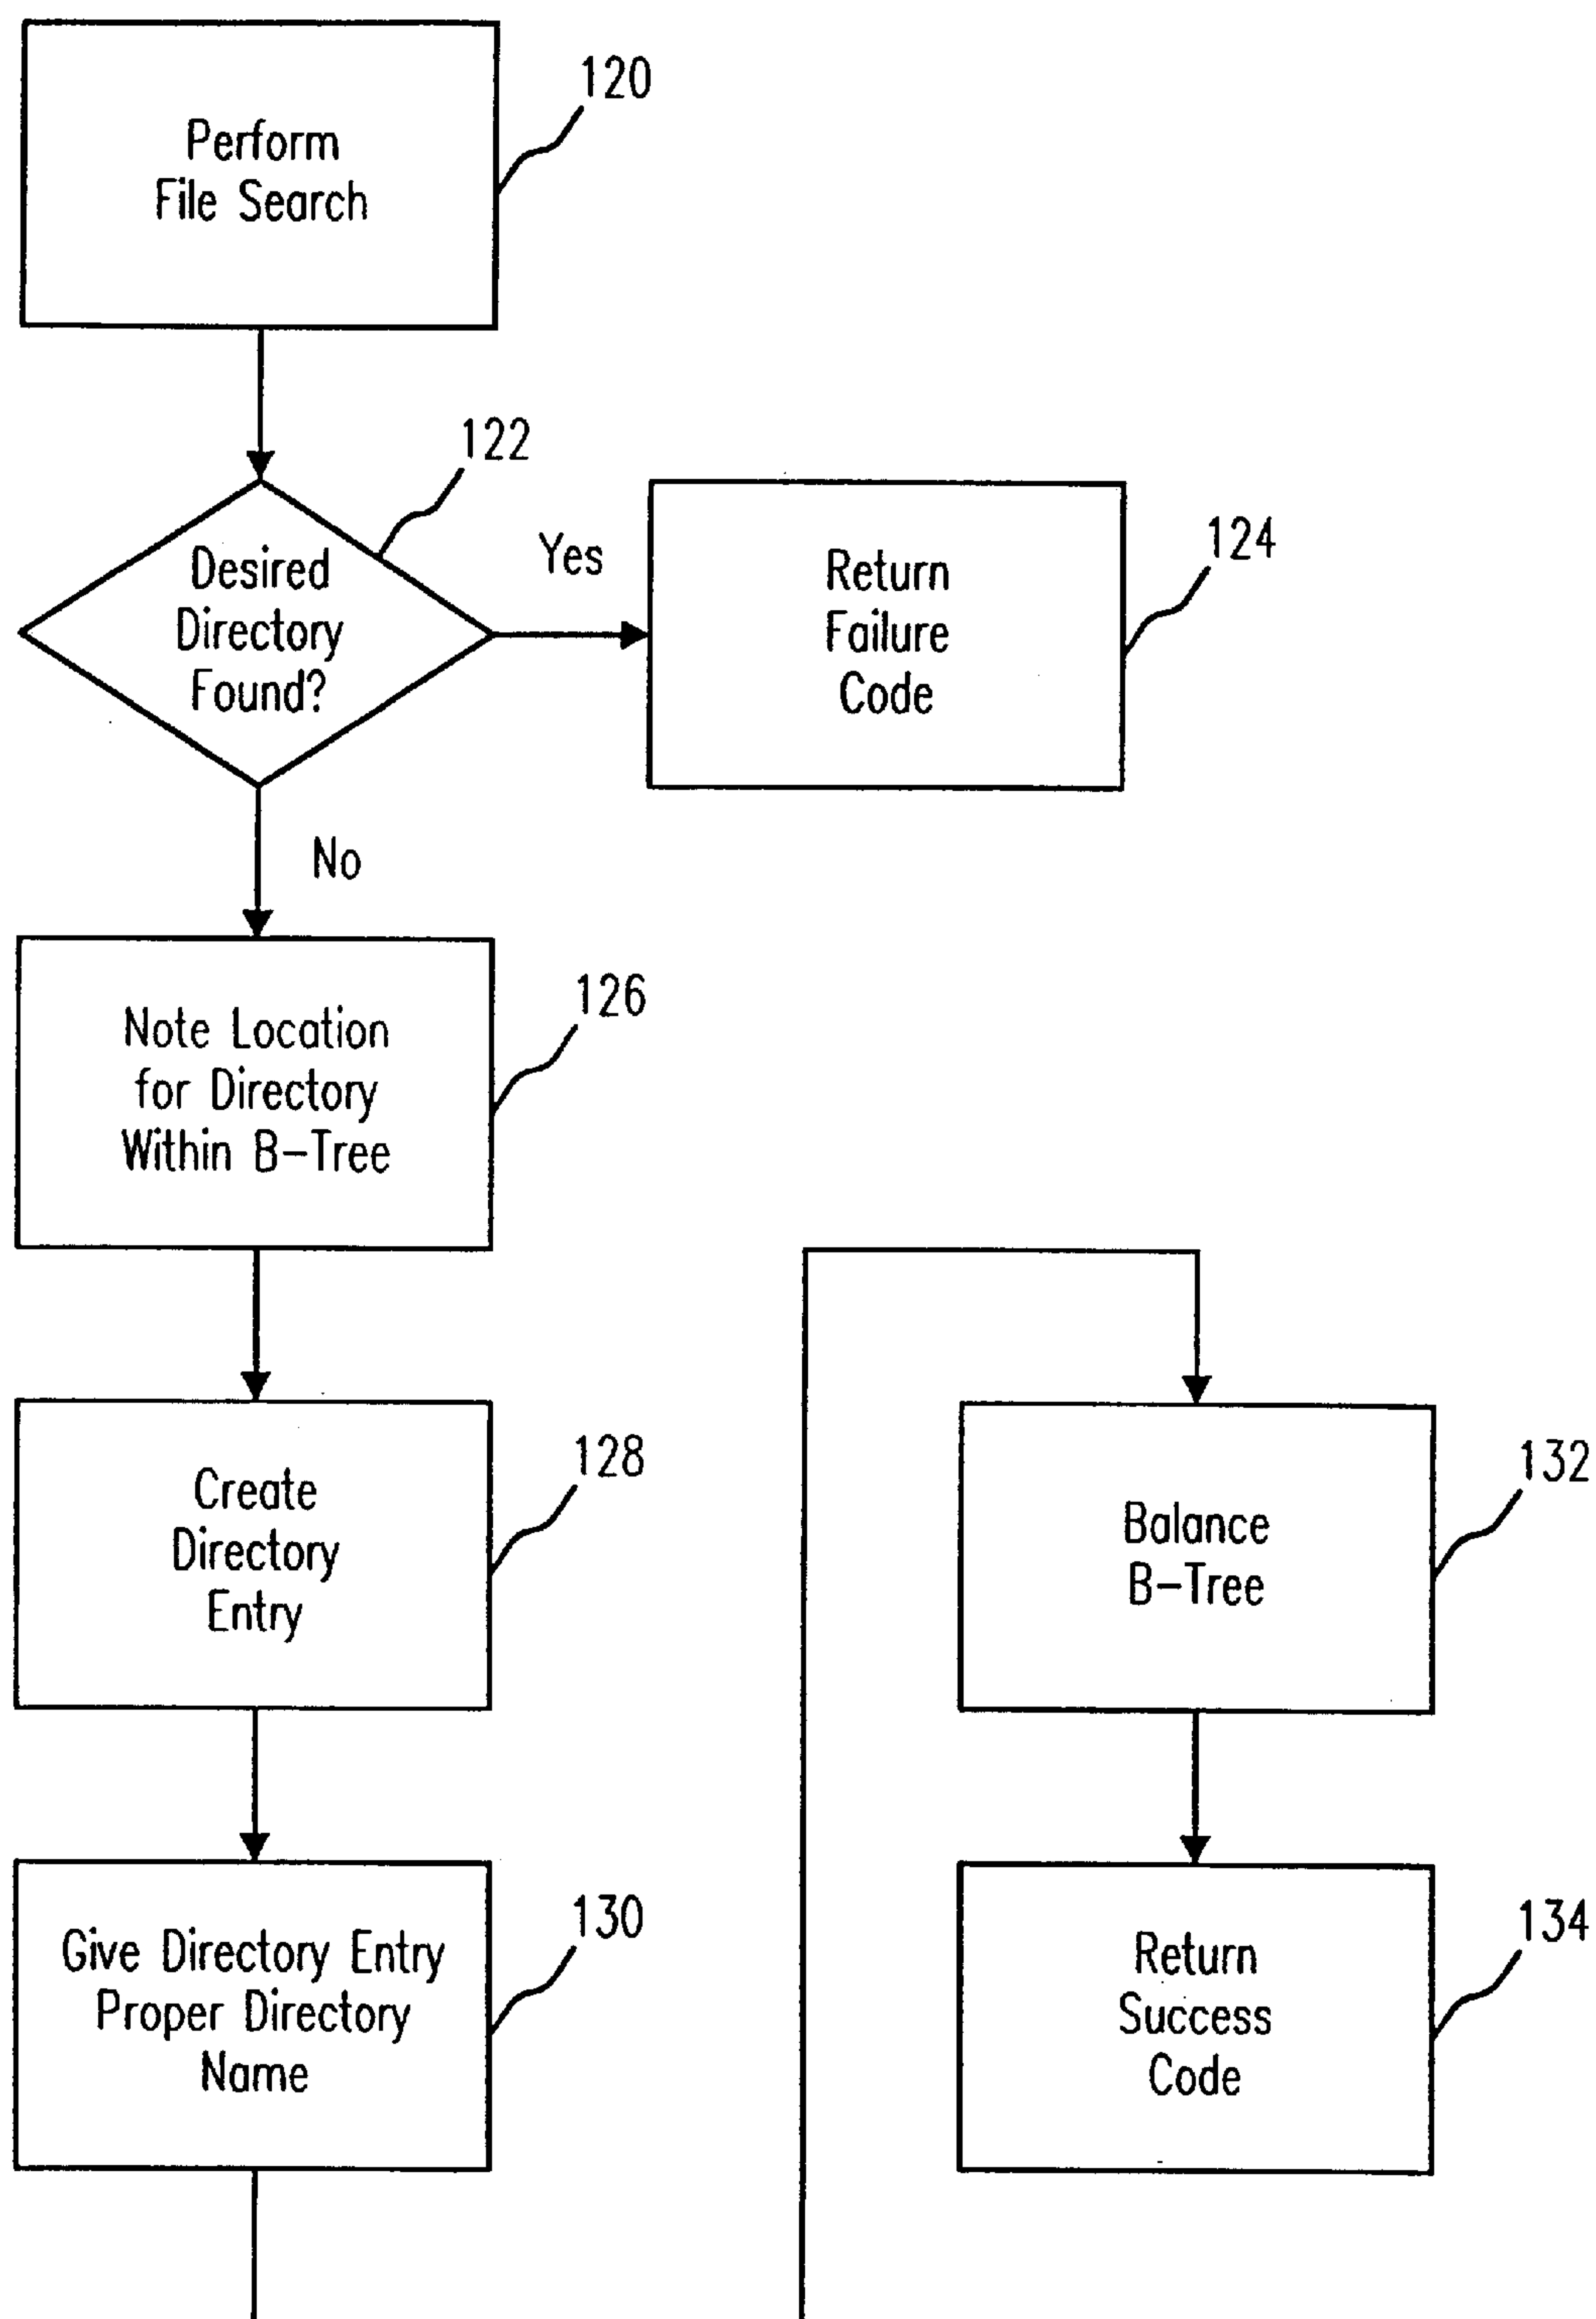 Perform
File Search
120
Desired
Directory
Found?
122
Yes
Return
Failure
Code
124
No
Note Location
for Directory
Within B-Tree
126
Create
Directory
Entry
128
Give Directory Entry
Proper Directory
Name
130
Balance
B-Tree
132
Return
Success
Code
134